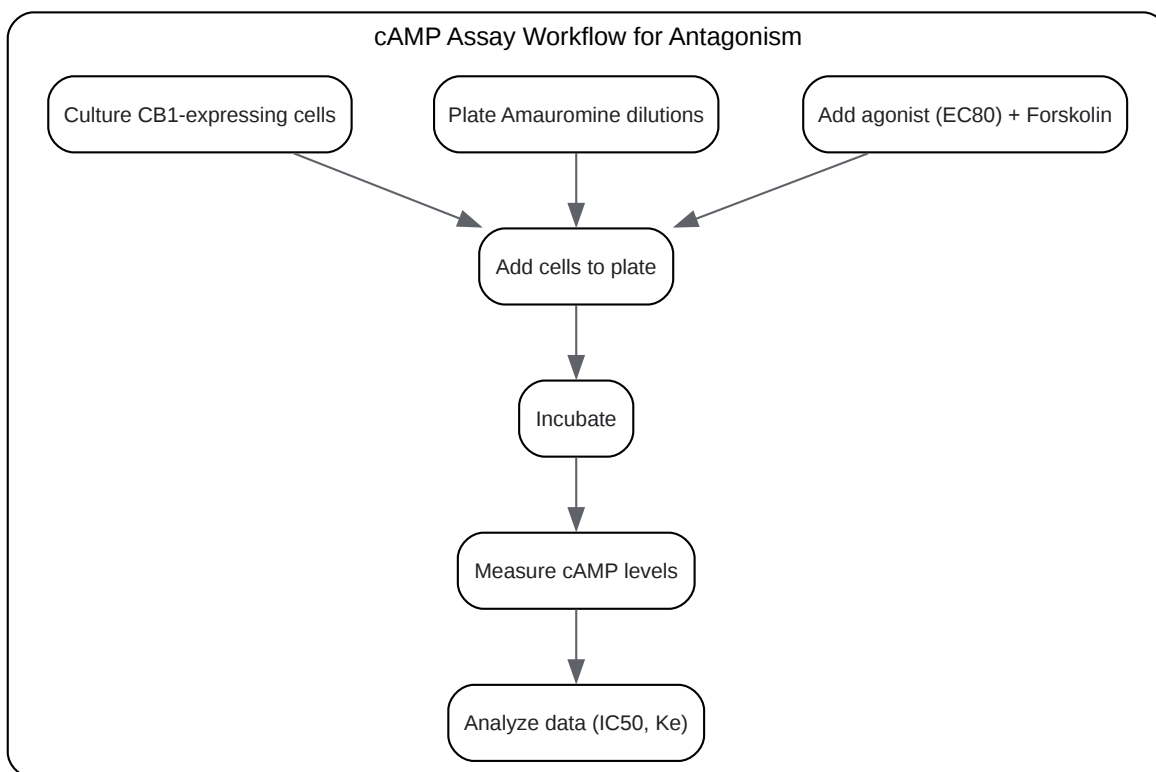 cAMP Assay Workflow for Antagonism
Culture CB1-expressing cells
Plate Amauromine dilutions
Add agonist (EC80) + Forskolin
Add cells to plate
Incubate
Measure cAMP levels
Analyze data (IC50, Ke)